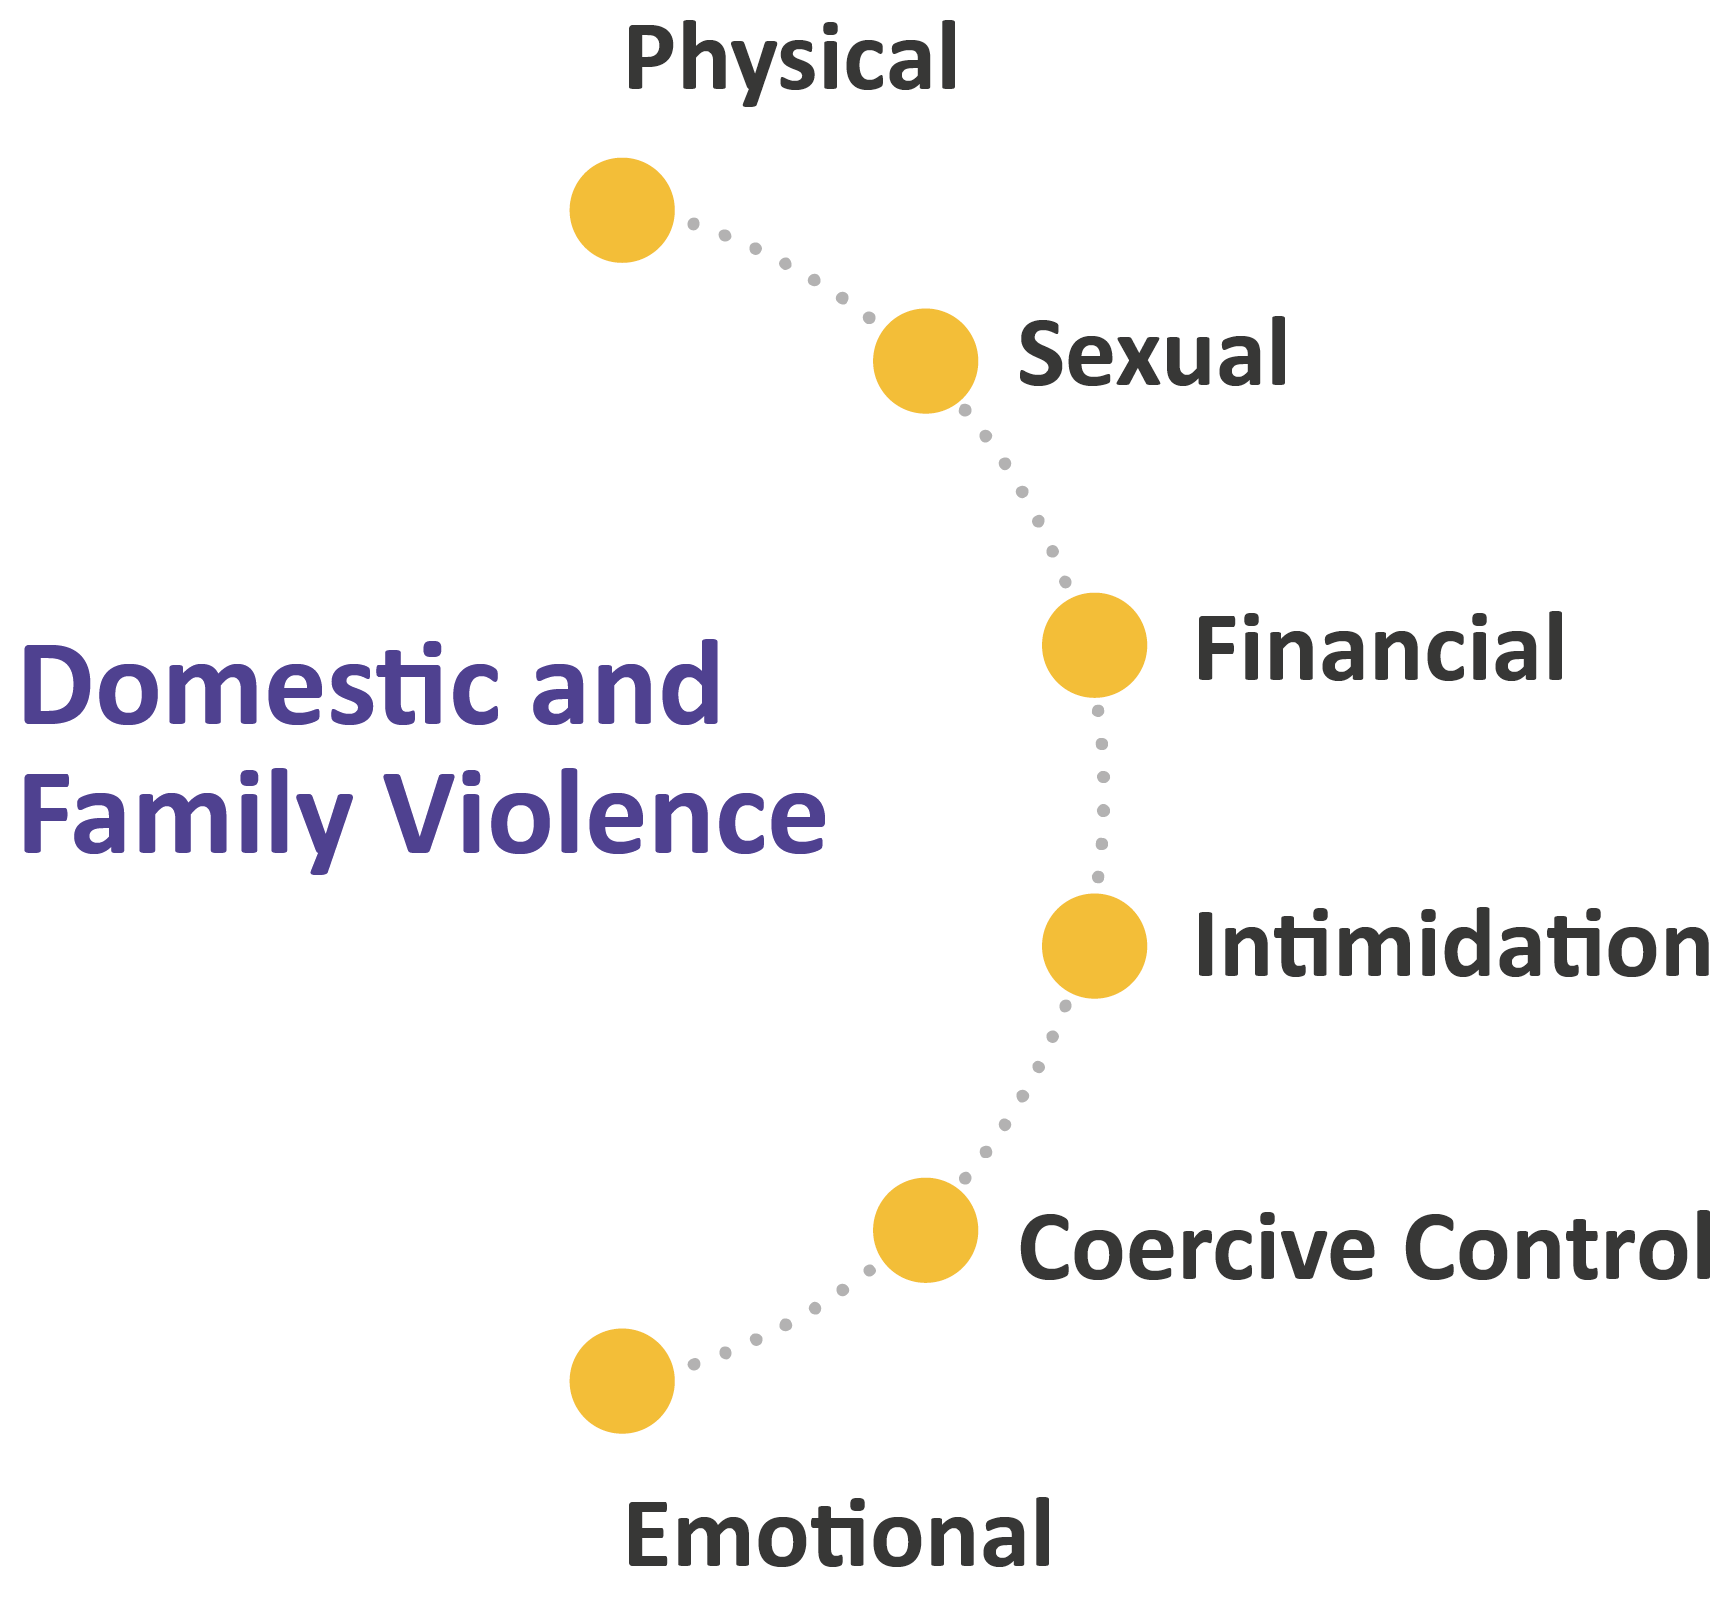 Physical
Sexual
Financial
Domestic and
Family Violence
Intimidation
Coercive Control
Emotional